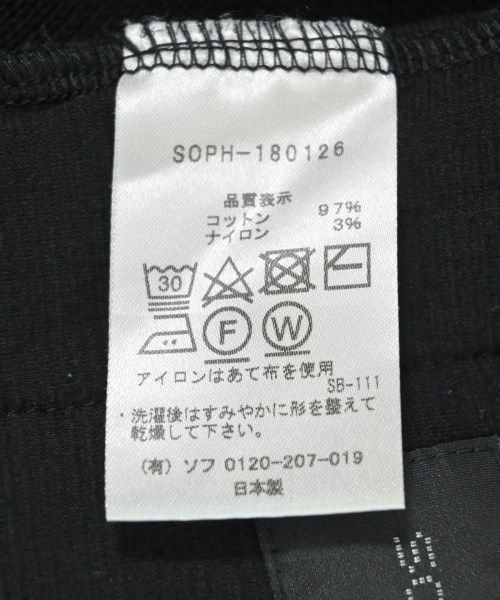 SOPH-180126
品質表示
コットン 97%
ナイロン 3%
30
F W
アイロンはあて布を使用
SB-111
・洗濯後はすみやかに形を整えて
乾燥して下さい。
(有) ソフ 0120-207-019
日本製